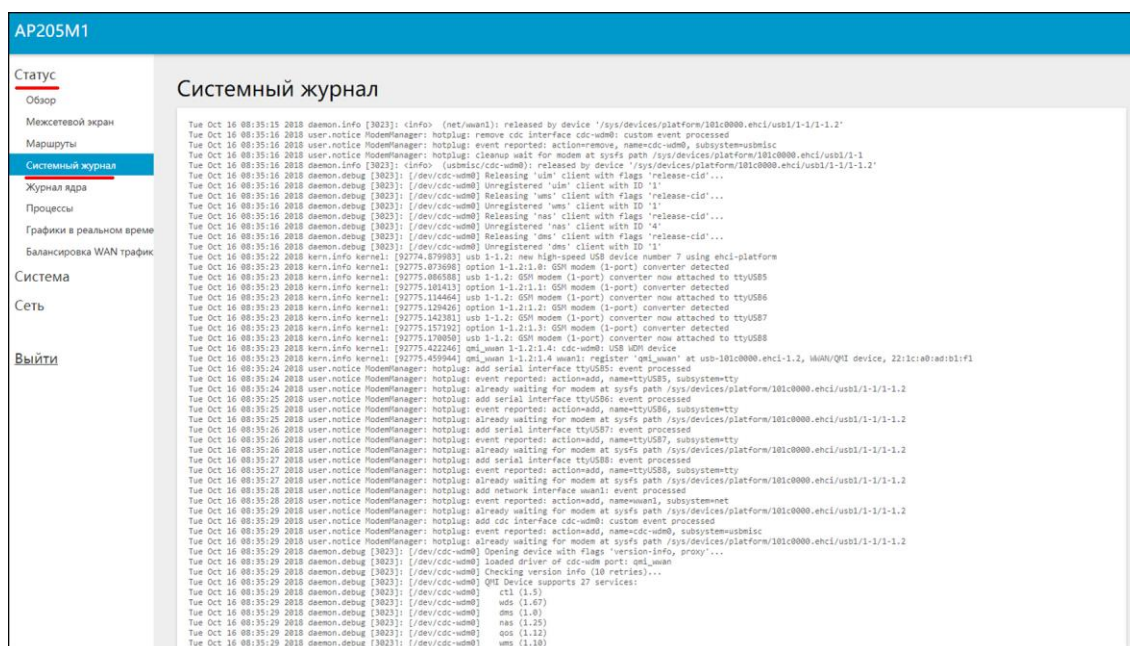 AP205M1
Статус
Обзор
Межсетевой экран
Маршруты
Системный журнал
Журнал ядра
Процессы
Графики в реальном време
Балансировка WAN трафик
Система
Сеть
Выйти
Системный журнал
Tue Oct 16 08:35:15 2018 daemon.info [3023]: <info>  (net/wwan1): released by device '/sys/devices/platform/101c0000.ehci/usb1/1-1/1-1.2'
Tue Oct 16 08:35:16 2018 user.notice ModemManager: hotplug: remove cdc interface cdc-wdm0: custom event processed
Tue Oct 16 08:35:16 2018 user.notice ModemManager: hotplug: event reported: action=remove, name=cdc-wdm0, subsystem=usbmisc
Tue Oct 16 08:35:16 2018 user.notice ModemManager: hotplug: cleanup wait for modem at sysfs path /sys/devices/platform/101c0000.ehci/usb1/1-1
Tue Oct 16 08:35:16 2018 daemon.info [3023]: <info>  (usbmisc/cdc-wdm0): released by device '/sys/devices/platform/101c0000.ehci/usb1/1-1/1-1.2'
Tue Oct 16 08:35:16 2018 daemon.debug [3023]: [/dev/cdc-wdm0] Releasing 'uim' client with flags 'release-cid'...
Tue Oct 16 08:35:16 2018 daemon.debug [3023]: [/dev/cdc-wdm0] Unregistered 'uim' client with ID '1'
Tue Oct 16 08:35:16 2018 daemon.debug [3023]: [/dev/cdc-wdm0] Releasing 'wms' client with flags 'release-cid'...
Tue Oct 16 08:35:16 2018 daemon.debug [3023]: [/dev/cdc-wdm0] Unregistered 'wms' client with ID '1'
Tue Oct 16 08:35:16 2018 daemon.debug [3023]: [/dev/cdc-wdm0] Releasing 'nas' client with flags 'release-cid'...
Tue Oct 16 08:35:16 2018 daemon.debug [3023]: [/dev/cdc-wdm0] Unregistered 'nas' client with ID '4'
Tue Oct 16 08:35:16 2018 daemon.debug [3023]: [/dev/cdc-wdm0] Releasing 'dms' client with flags 'release-cid'...
Tue Oct 16 08:35:16 2018 daemon.debug [3023]: [/dev/cdc-wdm0] Unregistered 'dms' client with ID '1'
Tue Oct 16 08:35:22 2018 kern.info kernel: [92774.879983] usb 1-1.2: new high-speed USB device number 7 using ehci-platform
Tue Oct 16 08:35:23 2018 kern.info kernel: [92775.073698] option 1-1.2:1.0: GSM modem (1-port) converter detected
Tue Oct 16 08:35:23 2018 kern.info kernel: [92775.086588] usb 1-1.2: GSM modem (1-port) converter now attached to ttyUSB5
Tue Oct 16 08:35:23 2018 kern.info kernel: [92775.101413] option 1-1.2:1.1: GSM modem (1-port) converter detected
Tue Oct 16 08:35:23 2018 kern.info kernel: [92775.114464] usb 1-1.2: GSM modem (1-port) converter now attached to ttyUSB6
Tue Oct 16 08:35:23 2018 kern.info kernel: [92775.129426] option 1-1.2:1.2: GSM modem (1-port) converter detected
Tue Oct 16 08:35:23 2018 kern.info kernel: [92775.142381] usb 1-1.2: GSM modem (1-port) converter now attached to ttyUSB7
Tue Oct 16 08:35:23 2018 kern.info kernel: [92775.157192] option 1-1.2:1.3: GSM modem (1-port) converter detected
Tue Oct 16 08:35:23 2018 kern.info kernel: [92775.170050] usb 1-1.2: GSM modem (1-port) converter now attached to ttyUSB8
Tue Oct 16 08:35:23 2018 kern.info kernel: [92775.422246] qmi_wwan 1-1.2:1.4: cdc-wdm0: USB WDM device
Tue Oct 16 08:35:23 2018 kern.info kernel: [92775.459944] qmi_wwan 1-1.2:1.4 wwan1: register 'qmi_wwan' at usb-101c0000.ehci-1.2, WWAN/QMI device, 22:1c:a0:ad:b1:f1
Tue Oct 16 08:35:24 2018 user.notice ModemManager: hotplug: add serial interface ttyUSB5: event processed
Tue Oct 16 08:35:24 2018 user.notice ModemManager: hotplug: event reported: action=add, name=ttyUSB5, subsystem=tty
Tue Oct 16 08:35:24 2018 user.notice ModemManager: hotplug: already waiting for modem at sysfs path /sys/devices/platform/101c0000.ehci/usb1/1-1/1-1.2
Tue Oct 16 08:35:25 2018 user.notice ModemManager: hotplug: add serial interface ttyUSB6: event processed
Tue Oct 16 08:35:25 2018 user.notice ModemManager: hotplug: event reported: action=add, name=ttyUSB6, subsystem=tty
Tue Oct 16 08:35:25 2018 user.notice ModemManager: hotplug: already waiting for modem at sysfs path /sys/devices/platform/101c0000.ehci/usb1/1-1/1-1.2
Tue Oct 16 08:35:26 2018 user.notice ModemManager: hotplug: add serial interface ttyUSB7: event processed
Tue Oct 16 08:35:26 2018 user.notice ModemManager: hotplug: event reported: action=add, name=ttyUSB7, subsystem=tty
Tue Oct 16 08:35:26 2018 user.notice ModemManager: hotplug: already waiting for modem at sysfs path /sys/devices/platform/101c0000.ehci/usb1/1-1/1-1.2
Tue Oct 16 08:35:27 2018 user.notice ModemManager: hotplug: add serial interface ttyUSB8: event processed
Tue Oct 16 08:35:27 2018 user.notice ModemManager: hotplug: event reported: action=add, name=ttyUSB8, subsystem=tty
Tue Oct 16 08:35:27 2018 user.notice ModemManager: hotplug: already waiting for modem at sysfs path /sys/devices/platform/101c0000.ehci/usb1/1-1/1-1.2
Tue Oct 16 08:35:28 2018 user.notice ModemManager: hotplug: add network interface wwan1: event processed
Tue Oct 16 08:35:28 2018 user.notice ModemManager: hotplug: event reported: action=add, name=wwan1, subsystem=net
Tue Oct 16 08:35:29 2018 user.notice ModemManager: hotplug: already waiting for modem at sysfs path /sys/devices/platform/101c0000.ehci/usb1/1-1/1-1.2
Tue Oct 16 08:35:29 2018 user.notice ModemManager: hotplug: add cdc interface cdc-wdm0: custom event processed
Tue Oct 16 08:35:29 2018 user.notice ModemManager: hotplug: event reported: action=add, name=cdc-wdm0, subsystem=usbmisc
Tue Oct 16 08:35:29 2018 user.notice ModemManager: hotplug: already waiting for modem at sysfs path /sys/devices/platform/101c0000.ehci/usb1/1-1/1-1.2
Tue Oct 16 08:35:29 2018 daemon.debug [3023]: [/dev/cdc-wdm0] Opening device with flags 'version-info, proxy'...
Tue Oct 16 08:35:29 2018 daemon.debug [3023]: [/dev/cdc-wdm0] loaded driver of cdc-wdm port: qmi_wwan
Tue Oct 16 08:35:29 2018 daemon.debug [3023]: [/dev/cdc-wdm0] Checking version info (10 retries)...
Tue Oct 16 08:35:29 2018 daemon.debug [3023]: [/dev/cdc-wdm0] QMI Device supports 27 services:
Tue Oct 16 08:35:29 2018 daemon.debug [3023]: [/dev/cdc-wdm0]    ctl (1.5)
Tue Oct 16 08:35:29 2018 daemon.debug [3023]: [/dev/cdc-wdm0]    wds (1.67)
Tue Oct 16 08:35:29 2018 daemon.debug [3023]: [/dev/cdc-wdm0]    dms (1.0)
Tue Oct 16 08:35:29 2018 daemon.debug [3023]: [/dev/cdc-wdm0]    nas (1.25)
Tue Oct 16 08:35:29 2018 daemon.debug [3023]: [/dev/cdc-wdm0]    qos (1.12)
Tue Oct 16 08:35:29 2018 daemon.debug [3023]: [/dev/cdc-wdm0]    wms (1.10)